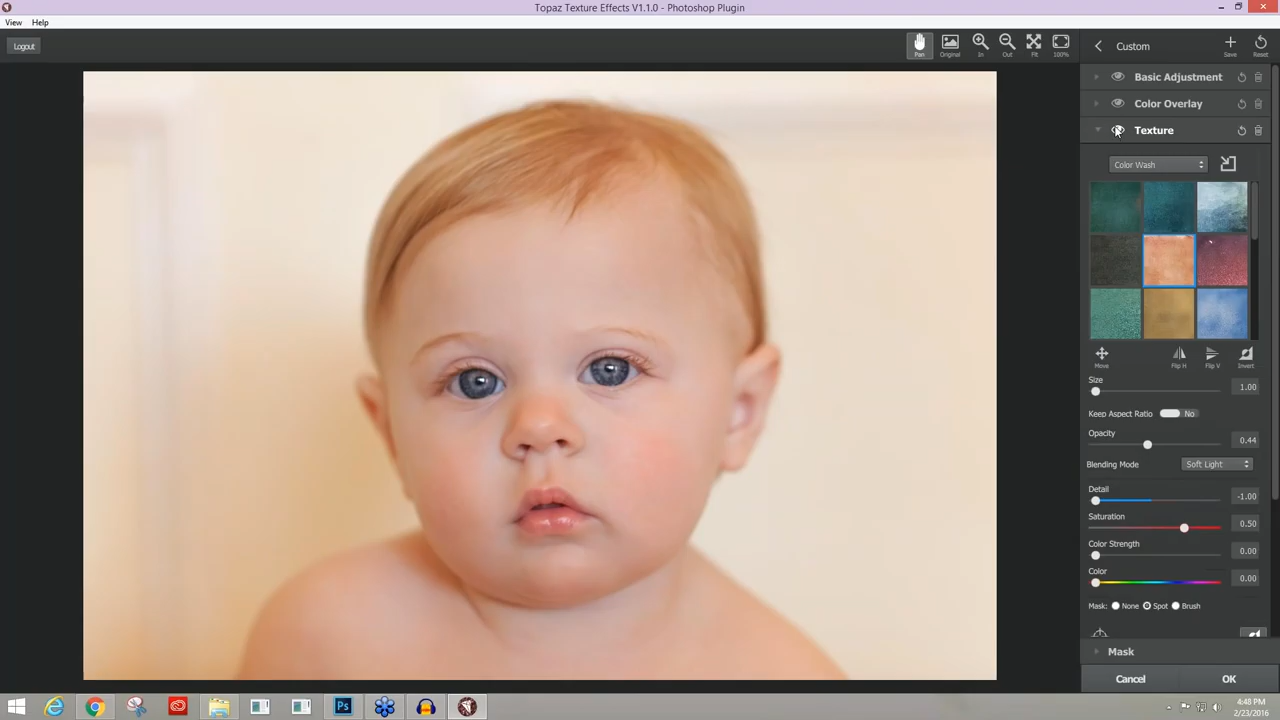 Topaz Texture Effects V1.1.0 - Photoshop Plugin
View Help
Logout
Pan Original In Out Fit 100%
Custom
Save Reset
Basic Adjustment
Color Overlay
Texture
Color Wash
Move Flip H Flip V Invert
Size 1.00
Keep Aspect Ratio No
Opacity 0.44
Blending Mode Soft Light
Detail -1.00
Saturation 0.50
Color Strength 0.00
Color 0.00
Mask: None Spot Brush
Mask
Cancel OK
Ps
4:48 PM
2/23/2016